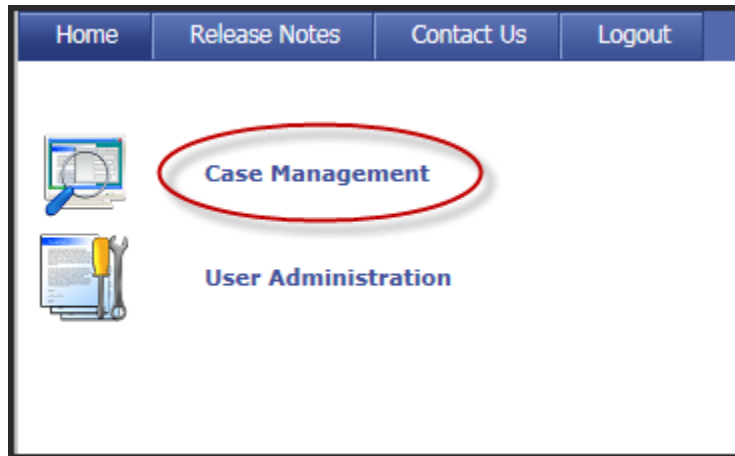 Home Release Notes Contact Us Logout
Case Management
User Administration